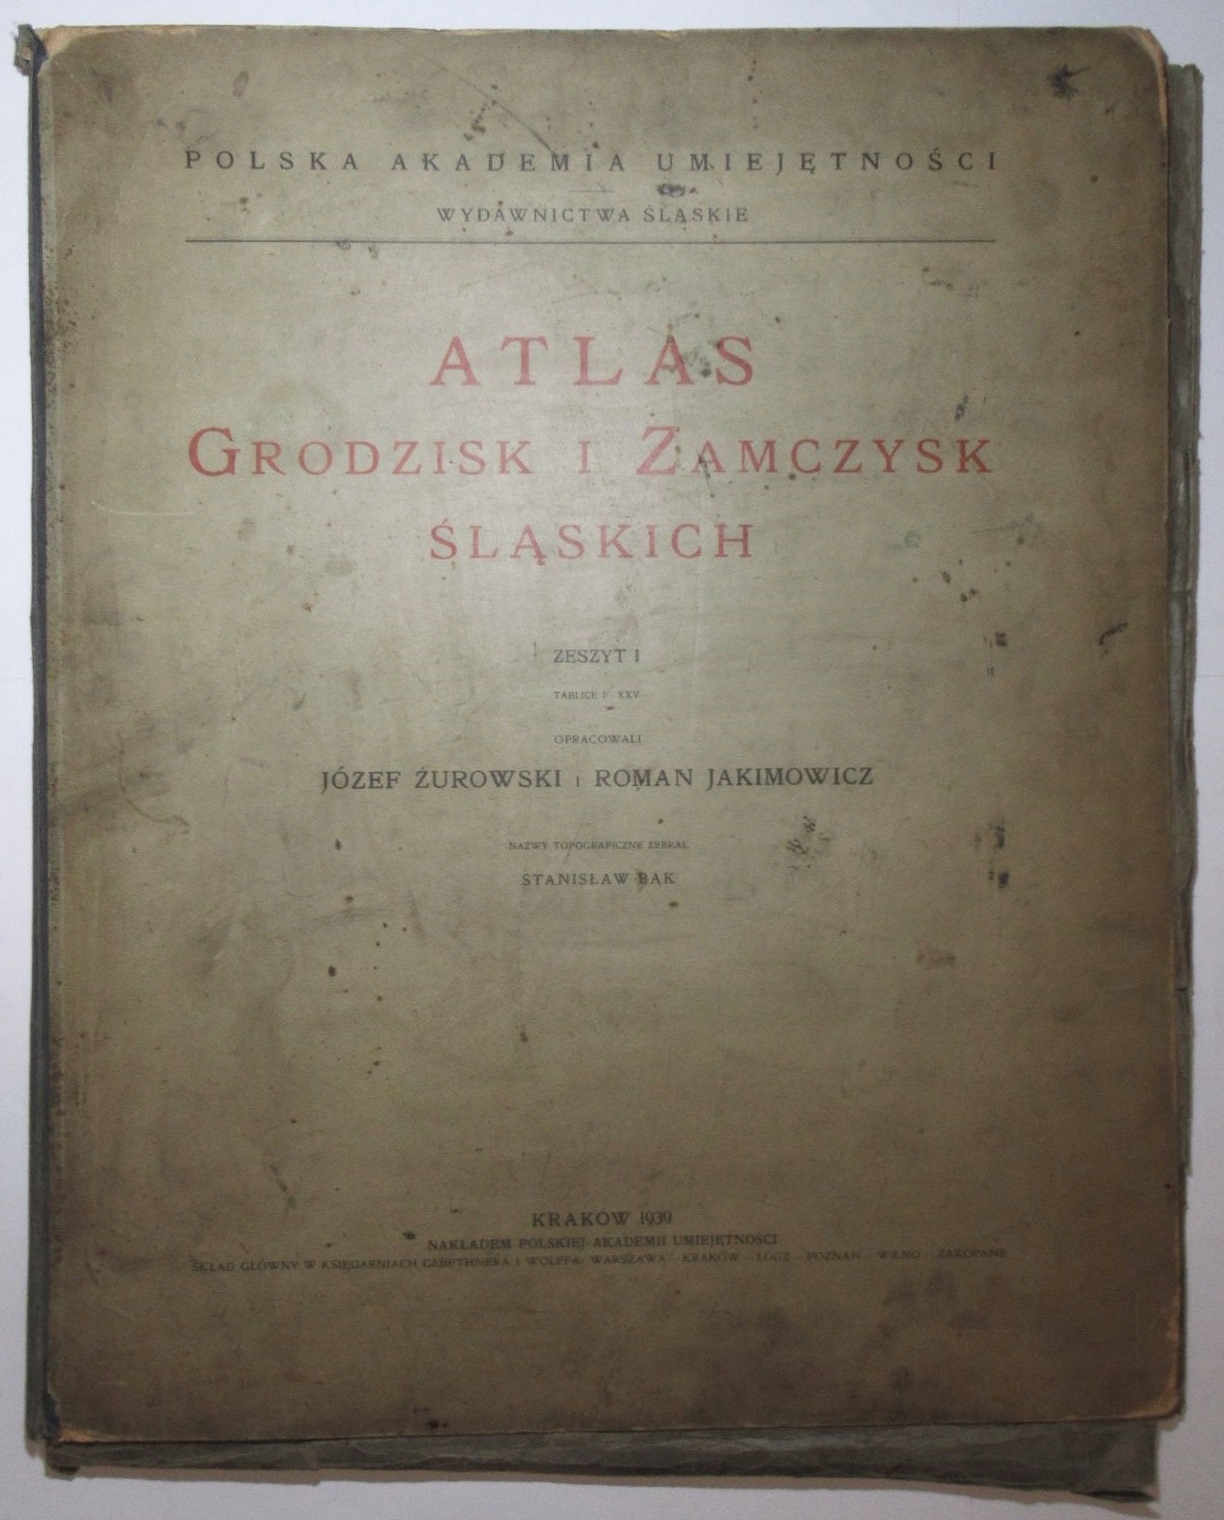 POLSKA AKADEMIA UMIEJĘTNOŚCI
WYDAWNICTWA ŚLĄSKIE
ATLAS
GRODZISK I ZAMCZYSK
ŚLĄSKICH
ZESZYT I
TABLICE I - XXV
OPRACOWALI
JÓZEF ŻUROWSKI I ROMAN JAKIMOWICZ
NAZWY TOPOGRAFICZNE ZEBRAŁ
STANISŁAW BĄK
KRAKÓW 1939
NAKŁADEM POLSKIEJ AKADEMII UMIEJĘTNOŚCI
SKŁAD GŁÓWNY W KSIĘGARNIACH GEBETHNERA I WOLFFA: WARSZAWA – KRAKÓW – ŁÓDŹ – POZNAŃ – WILNO – ZAKOPANE